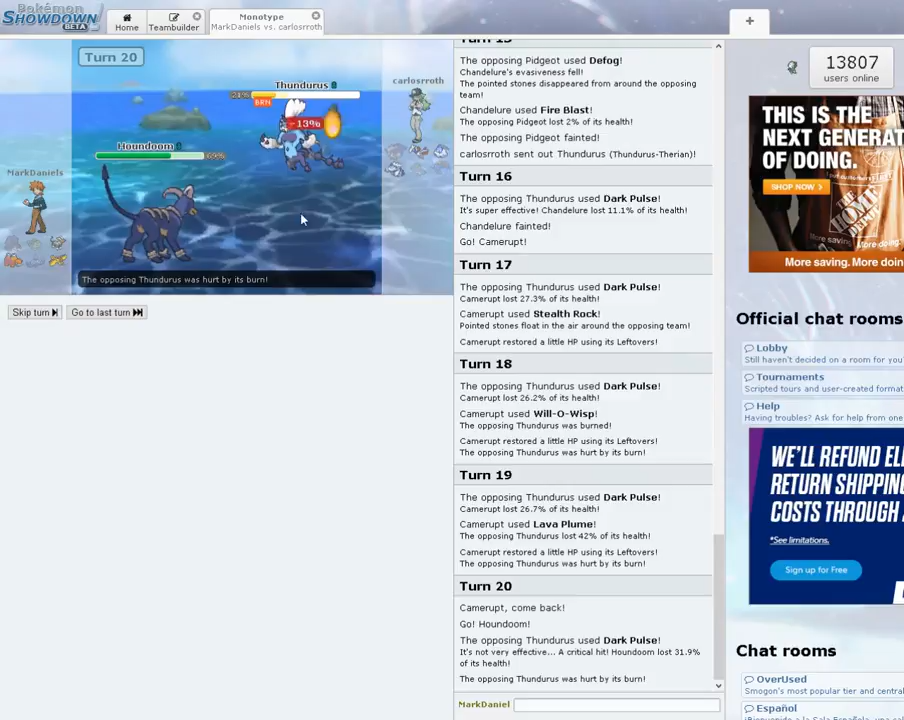 Pokémon
SHOWDOWN
BETA
Home
Teambuilder
Monotype
MarkDaniels vs. carlosrroth
+
Turn 20
Thundurus
21%
BRN
-13%
carlosrroth
Houndoom
69%
MarkDaniels
The opposing Thundurus was hurt by its burn!
Skip turn
Go to last turn
The opposing Pidgeot used Defog!
Chandelure's evasiveness fell!
The pointed stones disappeared from around the opposing
team!
Chandelure used Fire Blast!
The opposing Pidgeot lost 2% of its health!
The opposing Pidgeot fainted!
carlosrroth sent out Thundurus (Thundurus-Therian)!
Turn 16
The opposing Thundurus used Dark Pulse!
It's super effective! Chandelure lost 11.1% of its health!
Chandelure fainted!
Go! Camerupt!
Turn 17
The opposing Thundurus used Dark Pulse!
Camerupt lost 27.3% of its health!
Camerupt used Stealth Rock!
Pointed stones float in the air around the opposing team!
Camerupt restored a little HP using its Leftovers!
Turn 18
The opposing Thundurus used Dark Pulse!
Camerupt lost 26.2% of its health!
Camerupt used Will-O-Wisp!
The opposing Thundurus was burned!
Camerupt restored a little HP using its Leftovers!
The opposing Thundurus was hurt by its burn!
Turn 19
The opposing Thundurus used Dark Pulse!
Camerupt lost 26.7% of its health!
Camerupt used Lava Plume!
The opposing Thundurus lost 42% of its health!
Camerupt restored a little HP using its Leftovers!
The opposing Thundurus was hurt by its burn!
Turn 20
Camerupt, come back!
Go! Houndoom!
The opposing Thundurus used Dark Pulse!
It's not very effective... A critical hit! Houndoom lost 31.9%
of its health!
The opposing Thundurus was hurt by its burn!
MarkDaniel
13807
users online
THIS IS THE
NEXT GENERAT
OF DOING.
SHOP NOW
More saving. More doin
Official chat rooms
Lobby
Still haven't decided on a room for you
Tournaments
Scripted tours and user-created format
Help
Having troubles? Ask for help from one
WE'LL REFUND EL
RETURN SHIPPIN
COSTS THROUGH
*See limitations.
Sign up for Free
Chat rooms
OverUsed
Smogon's most popular tier and central
Español
¡Bienvenido a la Sala Española, une sa